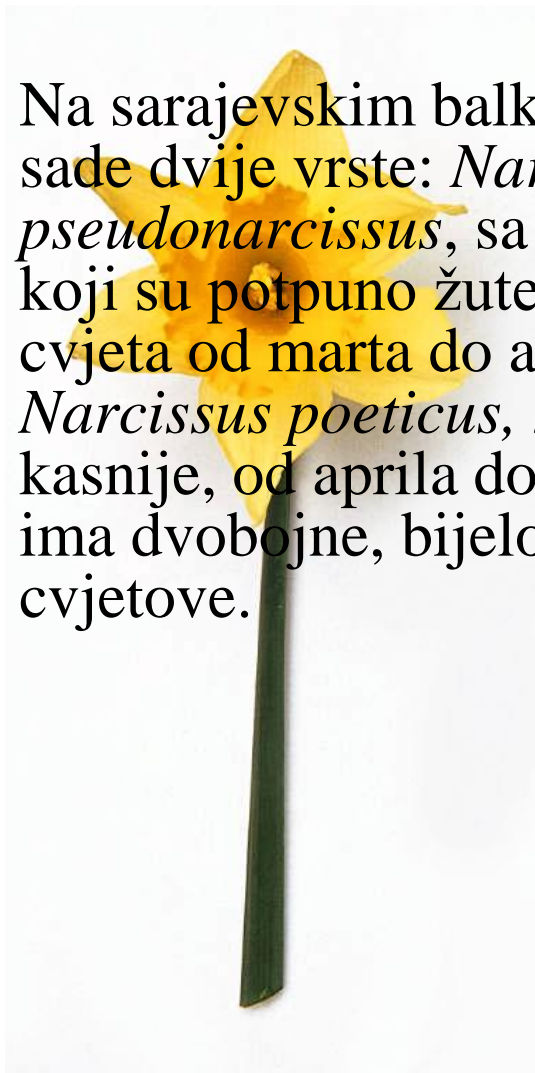 Na sarajevskim balk
sade dvije vrste: Nar
pseudonarcissus, sa
koji su potpuno žute
cvjeta od marta do a
Narcissus poeticus,
kasnije, od aprila do
ima dvobojne, bijelo
cvjetove.